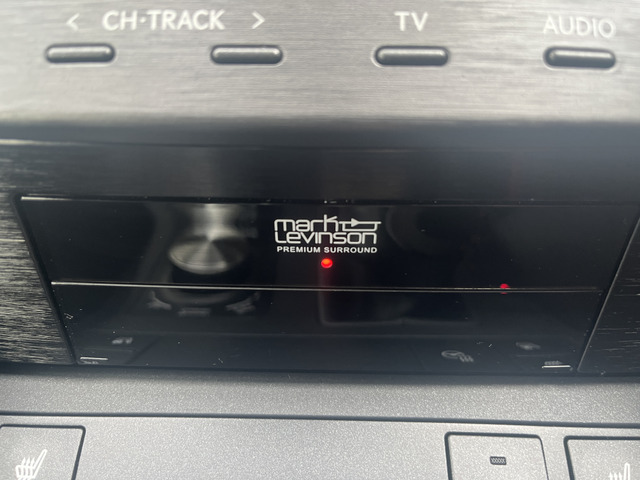 < CH·TRACK >
TV
AUDIO
mark
Levinson
PREMIUM SURROUND